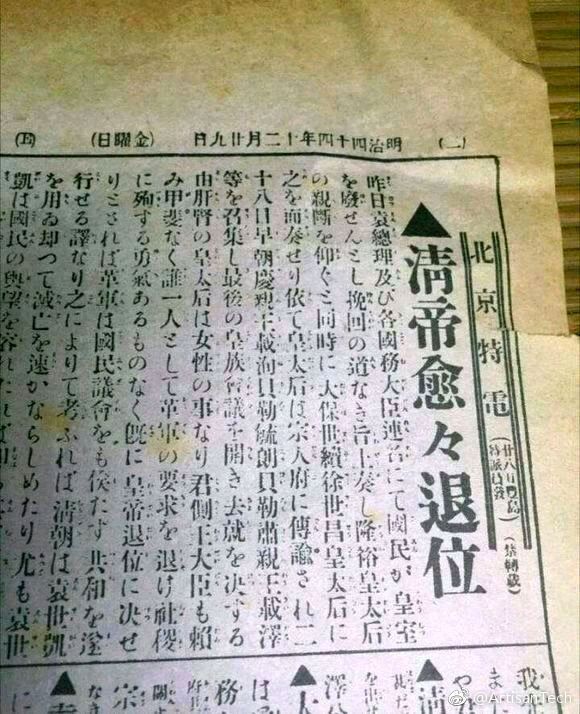 (二) 明治四十四年十二月廿九日 (金曜日) (五)
北京特電
(廿八日豐島特派員發)
(禁轉載)
▲清帝愈々退位
昨日袁總理及び各國務大臣連名にて國民が皇室
を廢せんとし挽回の道なき旨上奏し隆裕皇太后
の親斷を仰ぐと同時に大保世續徐世昌皇太后に
之を面奏せり依て皇太后は宗人府に傳諭され二
十八日早朝慶親王載洵貝勒毓朗貝勒肅親王載澤
等を召集し最後の皇族會議を開き去就を決する
由肝腎の皇太后は女性の事なり君側王大臣も賴
み甲斐なく誰一人として革軍の要求を退け社稷
に殉する勇氣あるものなく既に皇帝退位に決せ
りとされば革軍は國民議會をも俟たず共和を遂
行せる譯なり之によりて考ふれば清朝は袁世凱
を用ゐ却つて滅亡を速かならしめたり尤も袁世
凱は國民の輿望を容れたれば
我
▲清
▲
@ArtisanTech